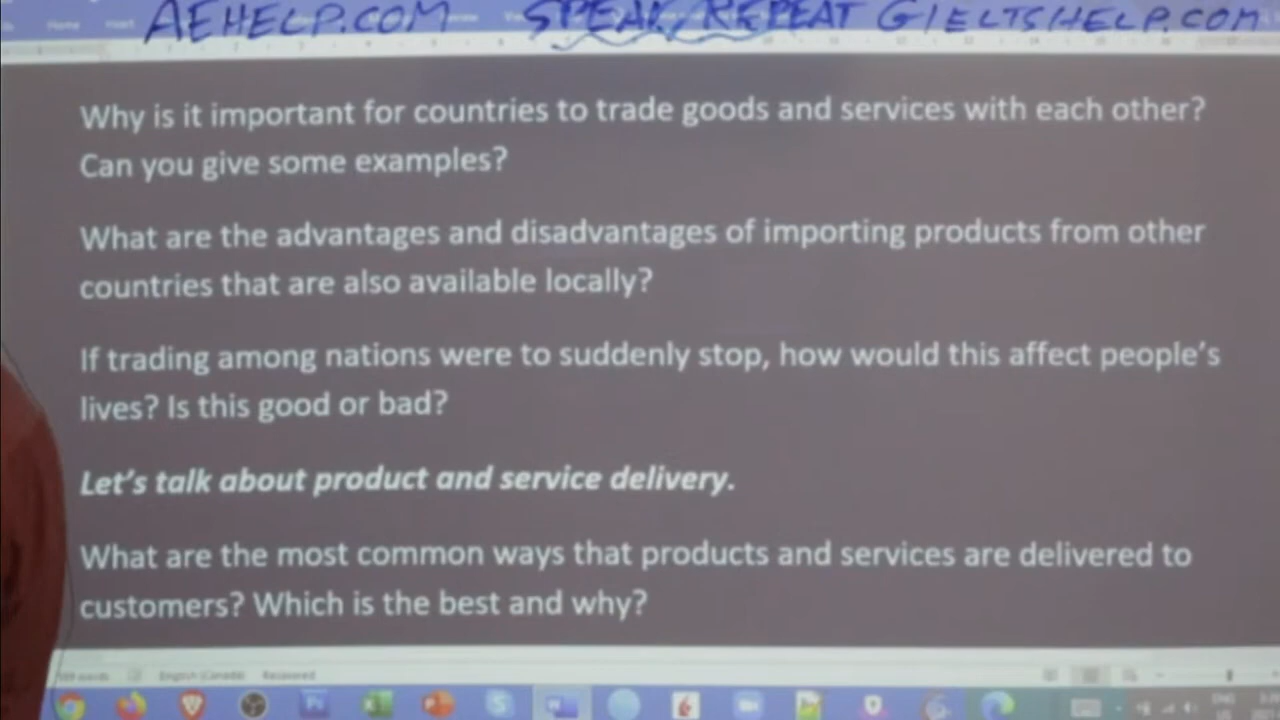 AEHELP.COM SPEAK REPEAT GIELTSHELP.COM
Why is it important for countries to trade goods and services with each other?
Can you give some examples?
What are the advantages and disadvantages of importing products from other
countries that are also available locally?
If trading among nations were to suddenly stop, how would this affect people's
lives? Is this good or bad?
Let's talk about product and service delivery.
What are the most common ways that products and services are delivered to
customers? Which is the best and why?
English (Canada) Recovered